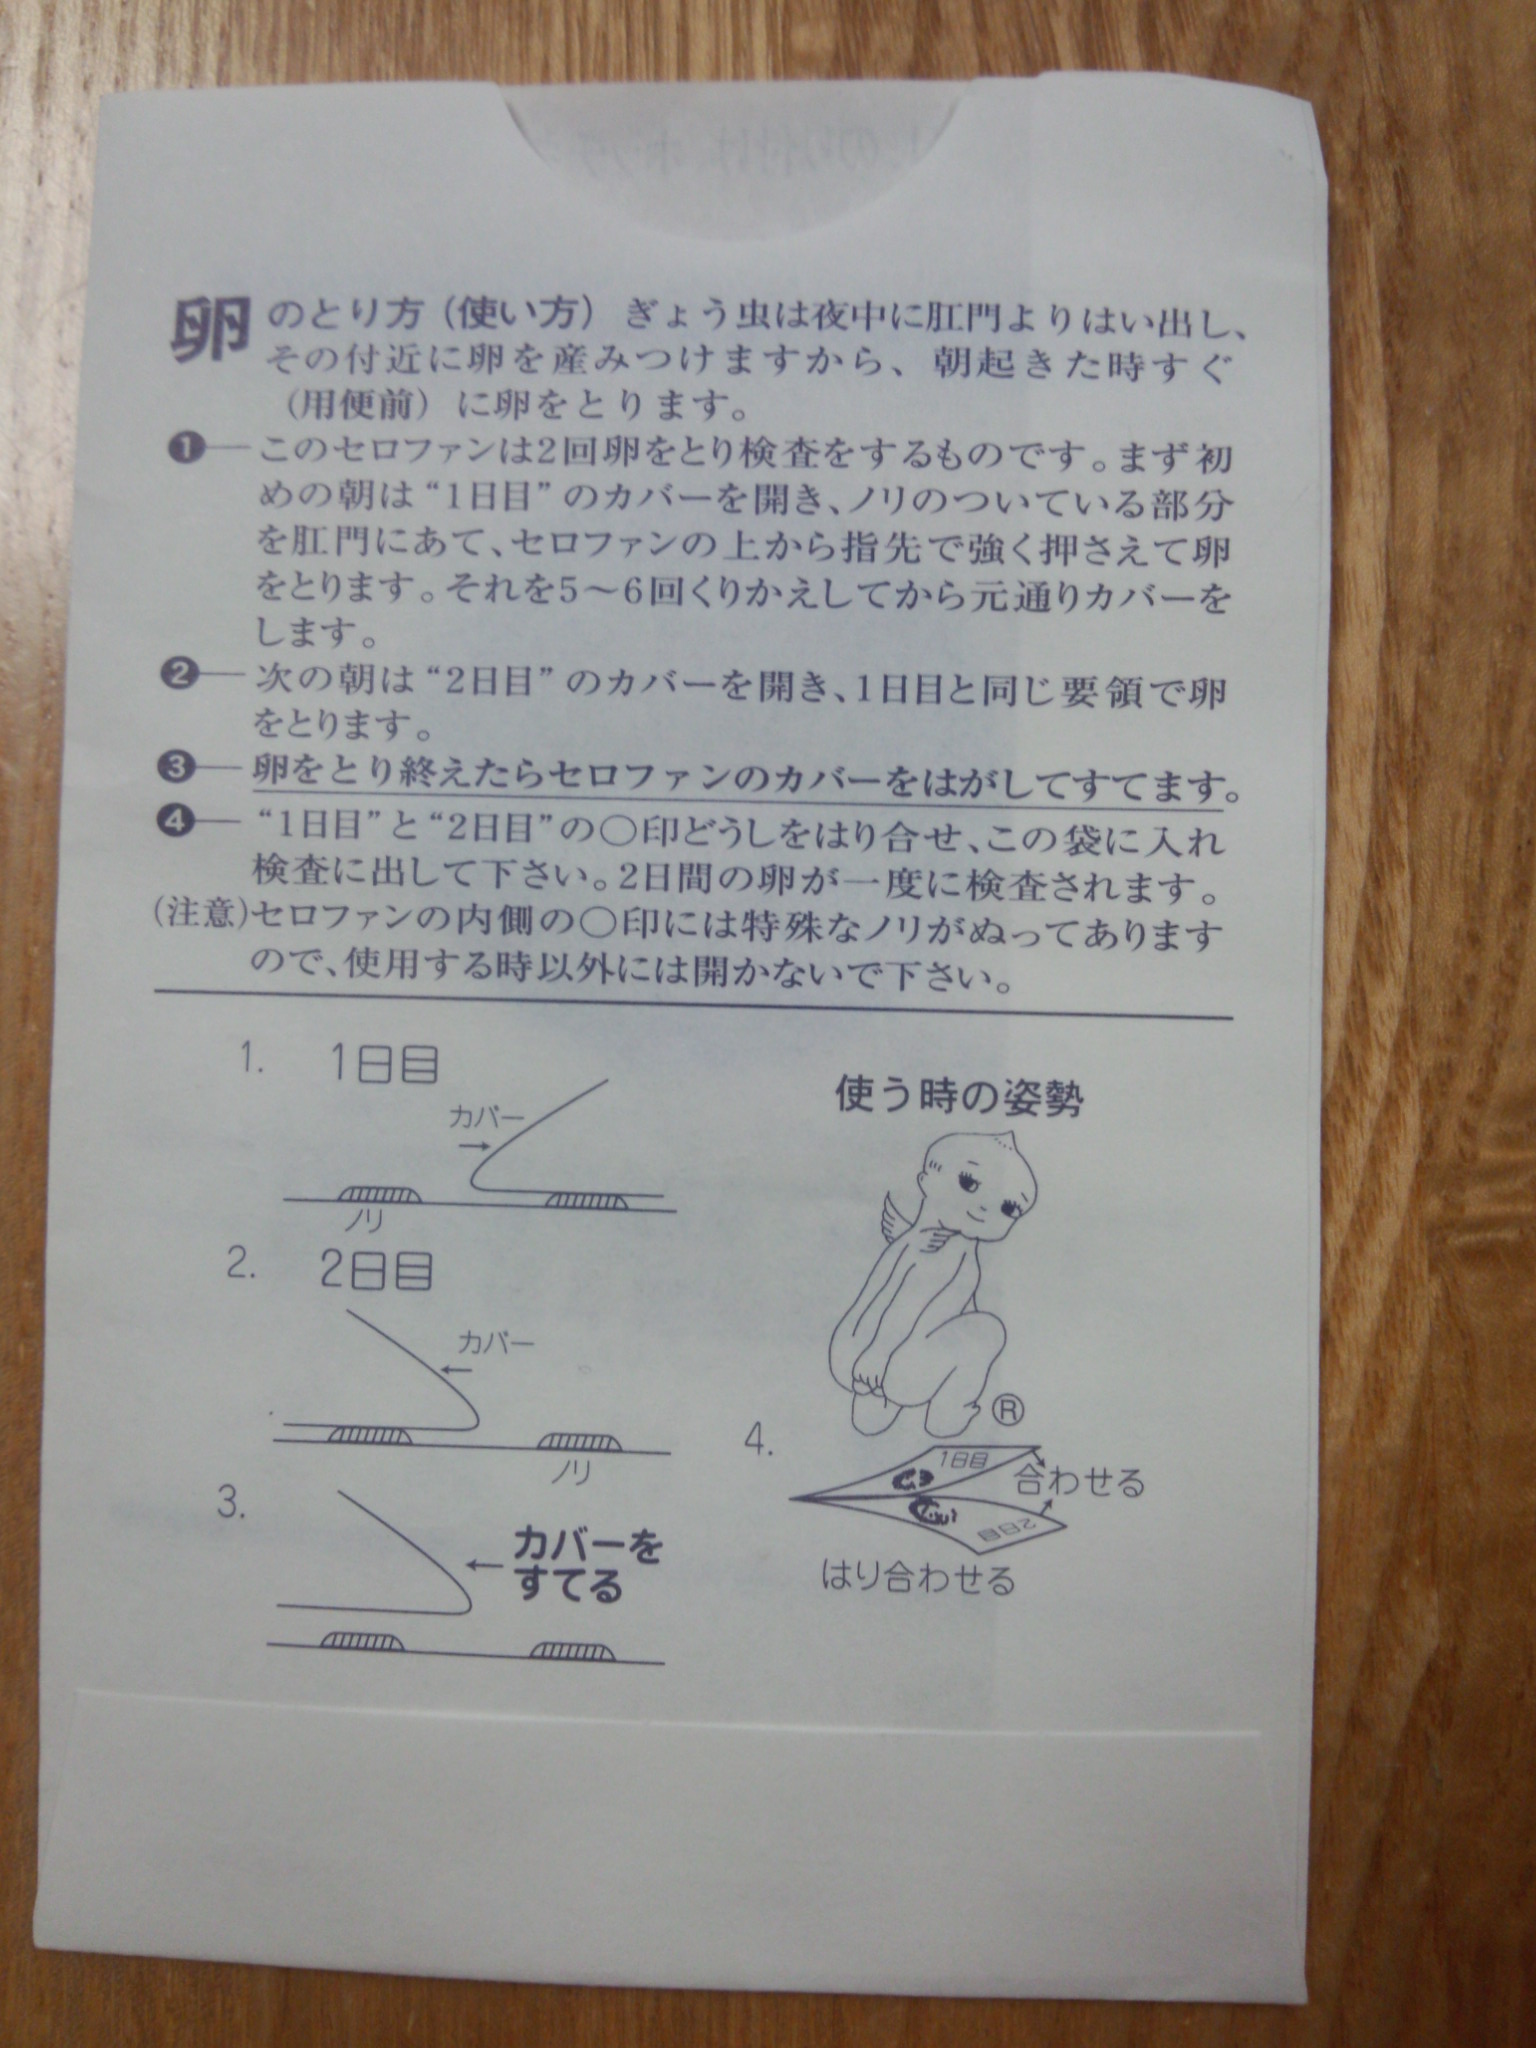 卵のとり方（使い方）ぎょう虫は夜中に肛門よりはい出し、
その付近に卵を産みつけますから、朝起きた時すぐ
（用便前）に卵をとります。
❶―このセロファンは2回卵をとり検査をするものです。まず初
めの朝は“1日目”のカバーを開き、ノリのついている部分
を肛門にあて、セロファンの上から指先で強く押さえて卵
をとります。それを5〜6回くりかえしてから元通りカバーを
します。
❷―次の朝は“2日目”のカバーを開き、1日目と同じ要領で卵
をとります。
❸―卵をとり終えたらセロファンのカバーをはがしてすてます。
❹―“1日目”と“2日目”の〇印どうしをはり合せ、この袋に入れ
検査に出して下さい。2日間の卵が一度に検査されます。
(注意)セロファンの内側の〇印には特殊なノリがぬってあります
ので、使用する時以外には開かないで下さい。
1. 1日目
カバー
ノリ
2. 2日目
カバー
ノリ
3.
カバーを
すてる
使う時の姿勢
®
4.
1日目
合わせる
2日目
はり合わせる